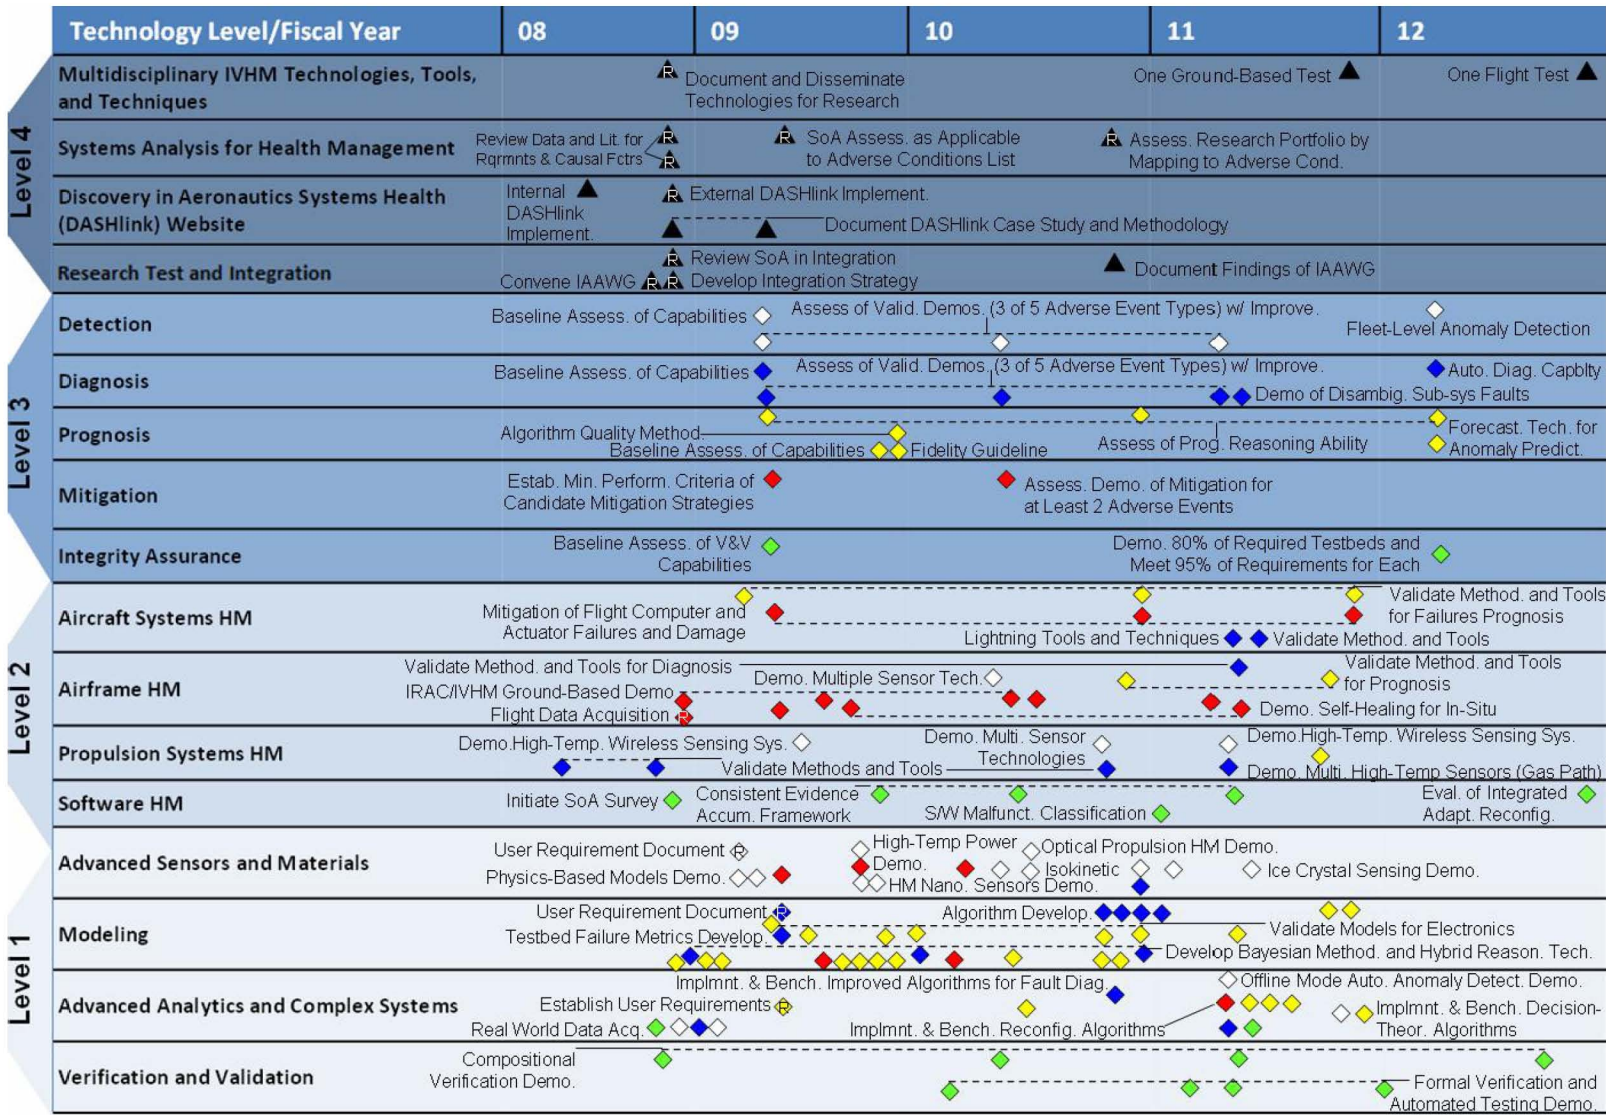 Technology Level/Fiscal Year 08 09 10 11 12
Level 4
Multidisciplinary IVHM Technologies, Tools,
and Techniques
R
Document and Disseminate
Technologies for Research
One Ground-Based Test
One Flight Test
Systems Analysis for Health Management
Review Data and Lit. for
Rqrmnts & Causal Fctrs
R
R
R
SoA Assess. as Applicable
to Adverse Conditions List
R
Assess. Research Portfolio by
Mapping to Adverse Cond.
Discovery in Aeronautics Systems Health
(DASHlink) Website
Internal
DASHlink
Implement.
R
External DASHlink Implement.
Document DASHlink Case Study and Methodology
Research Test and Integration
R
Review SoA in Integration
Convene IAAWG
R
R
Develop Integration Strategy
Document Findings of IAAWG
Level 3
Detection
Baseline Assess. of Capabilities
Assess of Valid. Demos. (3 of 5 Adverse Event Types) w/ Improve.
Fleet-Level Anomaly Detection
Diagnosis
Baseline Assess. of Capabilities
Assess of Valid. Demos. (3 of 5 Adverse Event Types) w/ Improve.
Auto. Diag. Capblty
Demo of Disambig. Sub-sys Faults
Prognosis
Algorithm Quality Method.
Baseline Assess. of Capabilities
Fidelity Guideline
Assess of Prog. Reasoning Ability
Forecast. Tech. for
Anomaly Predict.
Mitigation
Estab. Min. Perform. Criteria of
Candidate Mitigation Strategies
Assess. Demo. of Mitigation for
at Least 2 Adverse Events
Integrity Assurance
Baseline Assess. of V&V
Capabilities
Demo. 80% of Required Testbeds and
Meet 95% of Requirements for Each
Level 2
Aircraft Systems HM
Mitigation of Flight Computer and
Actuator Failures and Damage
Validate Method. and Tools
for Failures Prognosis
Lightning Tools and Techniques
Validate Method. and Tools
Airframe HM
Validate Method. and Tools for Diagnosis
IRAC/IVHM Ground-Based Demo
Flight Data Acquisition
R
Demo. Multiple Sensor Tech.
Validate Method. and Tools
for Prognosis
Demo. Self-Healing for In-Situ
Propulsion Systems HM
Demo.High-Temp. Wireless Sensing Sys.
Validate Methods and Tools
Demo. Multi. Sensor
Technologies
Demo.High-Temp. Wireless Sensing Sys.
Demo. Multi. High-Temp Sensors (Gas Path)
Software HM
Initiate SoA Survey
Consistent Evidence
Accum. Framework
S/W Malfunct. Classification
Eval. of Integrated
Adapt. Reconfig.
Level 1
Advanced Sensors and Materials
User Requirement Document
R
Physics-Based Models Demo.
High-Temp Power
Demo.
HM Nano. Sensors Demo.
Optical Propulsion HM Demo.
Isokinetic
Ice Crystal Sensing Demo.
Modeling
User Requirement Document
R
Testbed Failure Metrics Develop.
Algorithm Develop.
Validate Models for Electronics
Develop Bayesian Method. and Hybrid Reason. Tech.
Advanced Analytics and Complex Systems
Implmnt. & Bench. Improved Algorithms for Fault Diag.
Establish User Requirements
R
Real World Data Acq.
Implmnt. & Bench. Reconfig. Algorithms
Offline Mode Auto. Anomaly Detect. Demo.
Implmnt. & Bench. Decision-
Theor. Algorithms
Verification and Validation
Compositional
Verification Demo.
Formal Verification and
Automated Testing Demo.